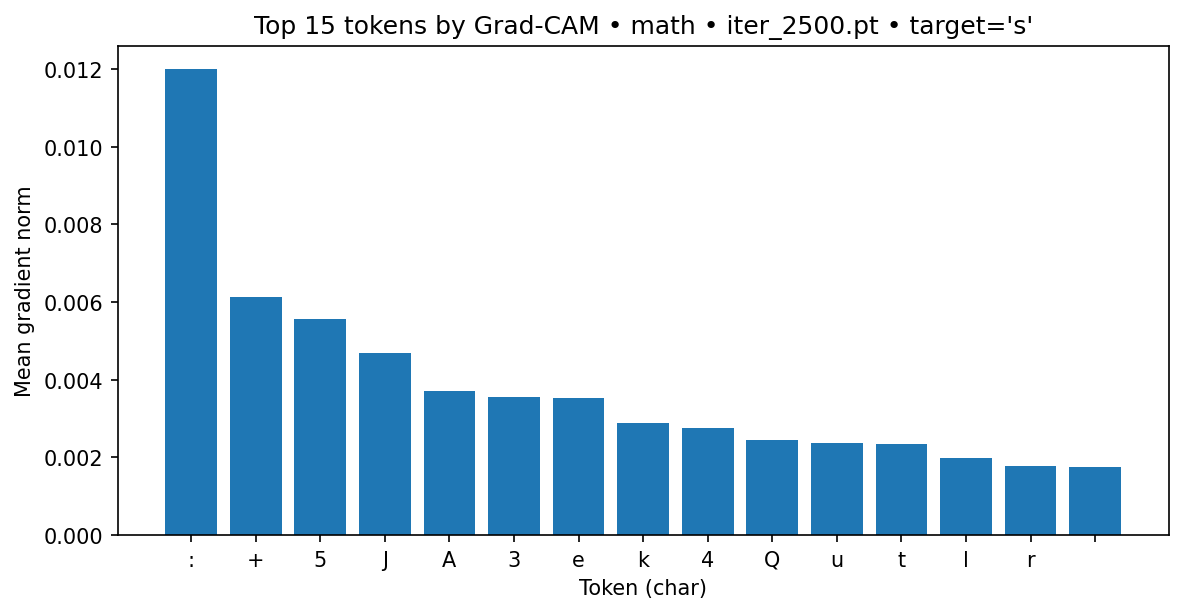 Top 15 tokens by Grad-CAM • math • iter_2500.pt • target='s'
Mean gradient norm
0.012
0.010
0.008
0.006
0.004
0.002
0.000
: + 5 J A 3 e k 4 Q u t l r
Token (char)